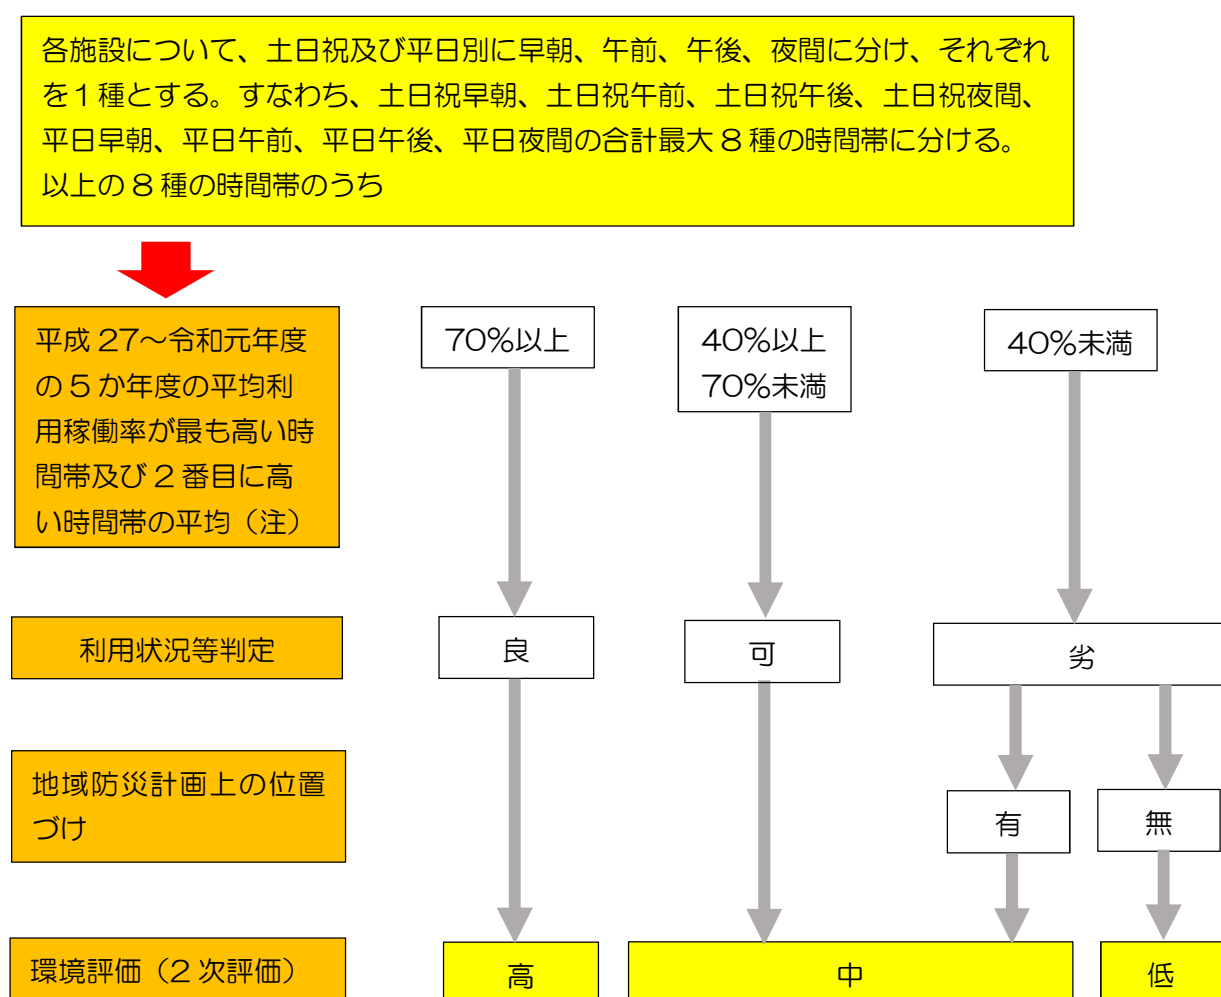 各施設について、土日祝及び平日別に早朝、午前、午後、夜間に分け、それぞれ
を1種とする。すなわち、土日祝早朝、土日祝午前、土日祝午後、土日祝夜間、
平日早朝、平日午前、平日午後、平日夜間の合計最大8種の時間帯に分ける。
以上の8種の時間帯のうち
平成27～令和元年度
の5か年度の平均利
用稼働率が最も高い時
間帯及び2番目に高
い時間帯の平均（注）
70%以上
40%以上
70%未満
40%未満
利用状況等判定
良
可
劣
地域防災計画上の位置
づけ
有
無
環境評価（2次評価）
高
中
低